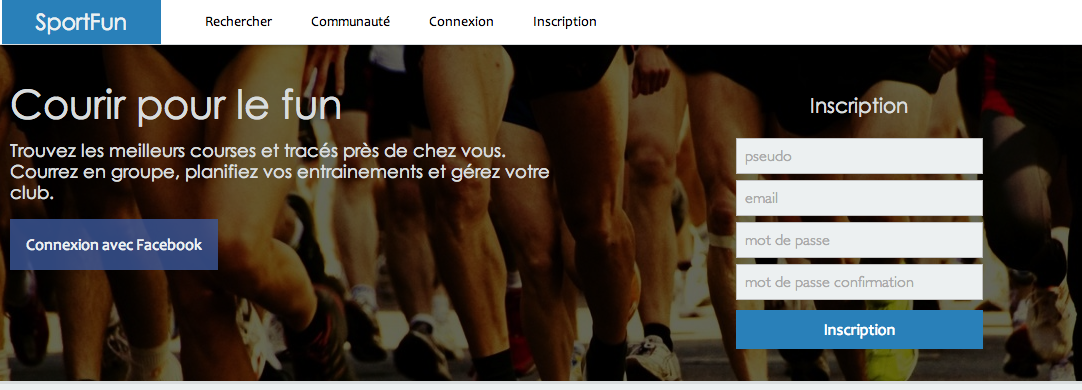 SportFun
Rechercher Communauté Connexion Inscription
Courir pour le fun
Trouvez les meilleurs courses et tracés près de chez vous.
Courrez en groupe, planifiez vos entrainements et gérez votre
club.
Connexion avec Facebook
Inscription
pseudo
email
mot de passe
mot de passe confirmation
Inscription